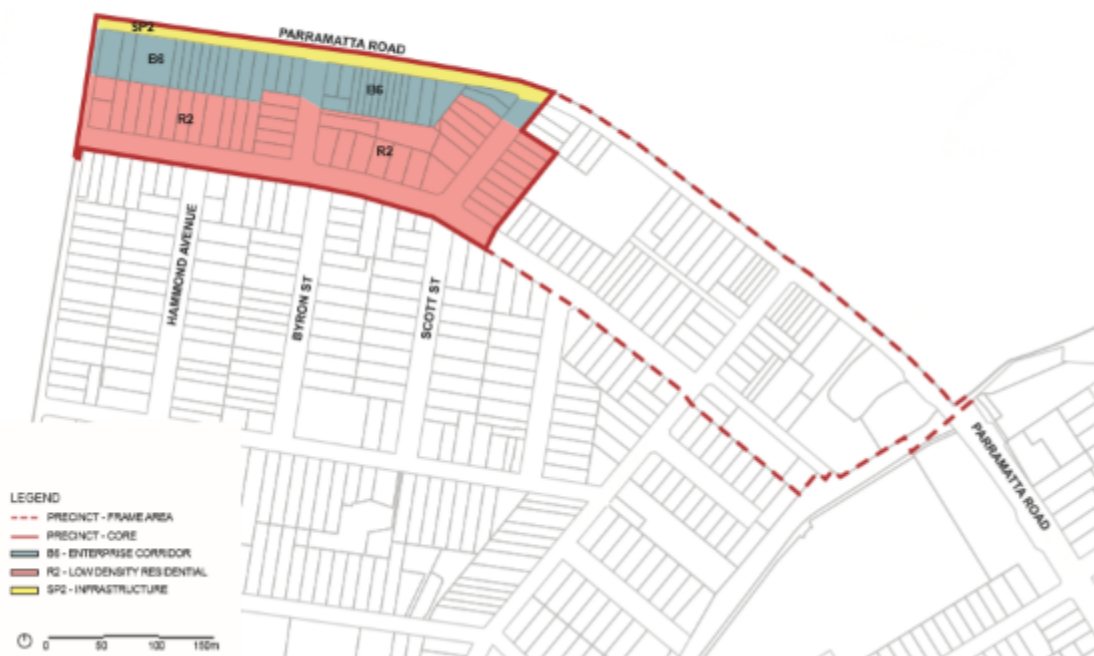 SP2
PARRAMATTA ROAD
B6
B6
R2
R2
HAMMOND AVENUE
BYRON ST
SCOTT ST
PARRAMATTA ROAD
LEGEND
PRECINCT - FRAME AREA
PRECINCT - CORE
B6 - ENTERPRISE CORRIDOR
R2 - LOW DENSITY RESIDENTIAL
SP2 - INFRASTRUCTURE
0 50 100 150m